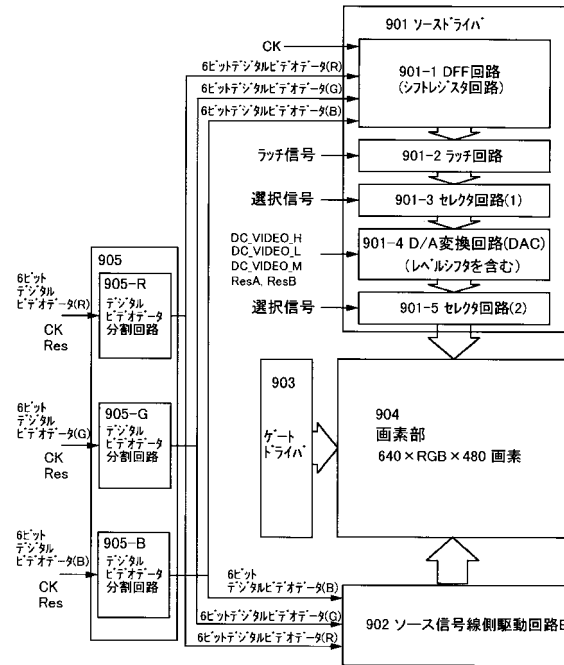 901 ソースドライバ
CK
6ビットデジタルビデオデータ(R)
6ビットデジタルビデオデータ(G)
6ビットデジタルビデオデータ(B)
901-1 DFF回路
(シフトレジスタ回路)
ラッチ信号
901-2 ラッチ回路
選択信号
901-3 セレクタ回路(1)
DC_VIDEO_H
DC_VIDEO_L
DC_VIDEO_M
ResA, ResB
901-4 D/A変換回路(DAC)
(レベルシフタを含む)
選択信号
901-5 セレクタ回路(2)
905
6ビット
デジタル
ビデオデータ(R)
CK
Res
905-R
デジタル
ビデオデータ
分割回路
6ビット
デジタル
ビデオデータ(G)
CK
Res
905-G
デジタル
ビデオデータ
分割回路
6ビット
デジタル
ビデオデータ(B)
CK
Res
905-B
デジタル
ビデオデータ
分割回路
903
ゲート
ドライバ
904
画素部
640×RGB×480 画素
6ビット
デジタルビデオデータ(B)
6ビットデジタルビデオデータ(G)
6ビットデジタルビデオデータ(R)
902 ソース信号線側駆動回路